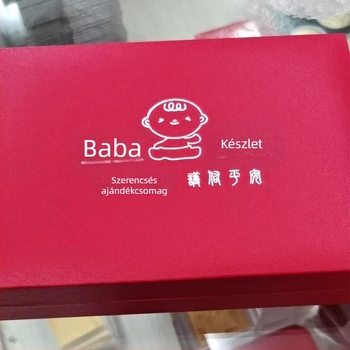 Baba
Készlet
Szerencsés
ajándékcsomag